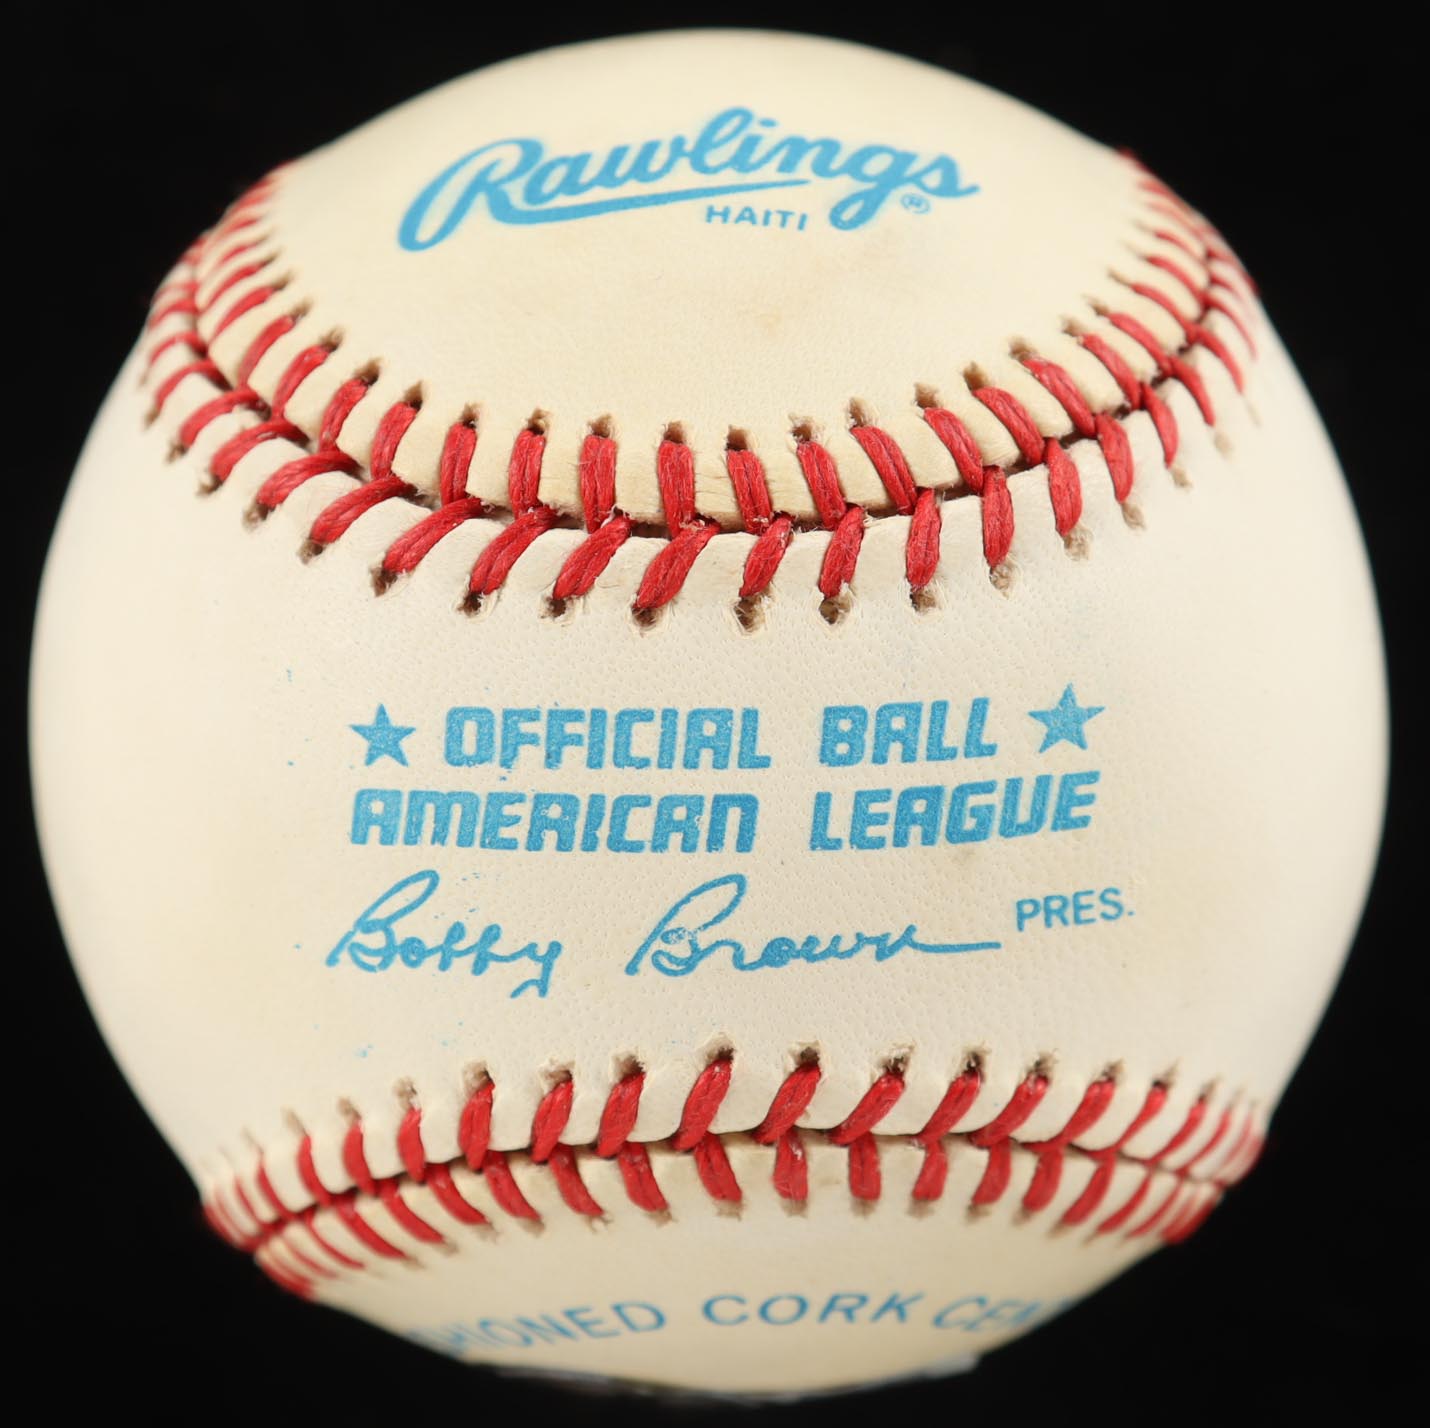 Rawlings®
HAITI
★ OFFICIAL BALL ★
AMERICAN LEAGUE
Bobby Brown PRES.
CORK